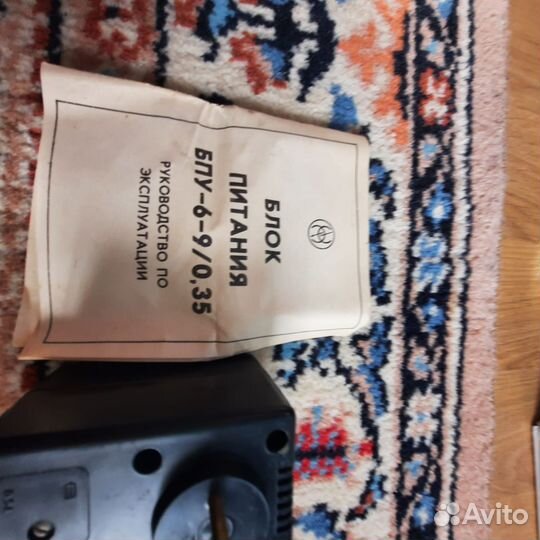 БЛОК
ПИТАНИЯ
БПУ-6-9/0,35
РУКОВОДСТВО ПО
ЭКСПЛУАТАЦИИ
Avito